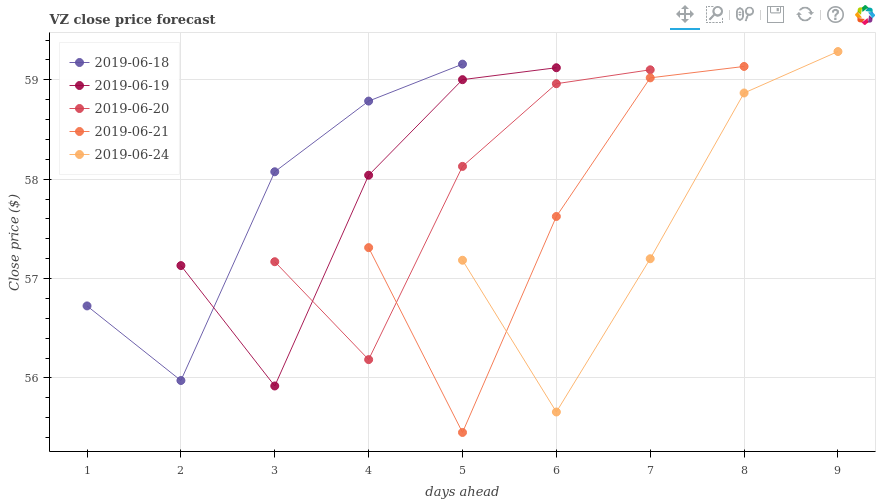 VZ close price forecast
2019-06-18
2019-06-19
2019-06-20
2019-06-21
2019-06-24
Close price ($)
59
58
57
56
1 2 3 4 5 6 7 8 9
days ahead